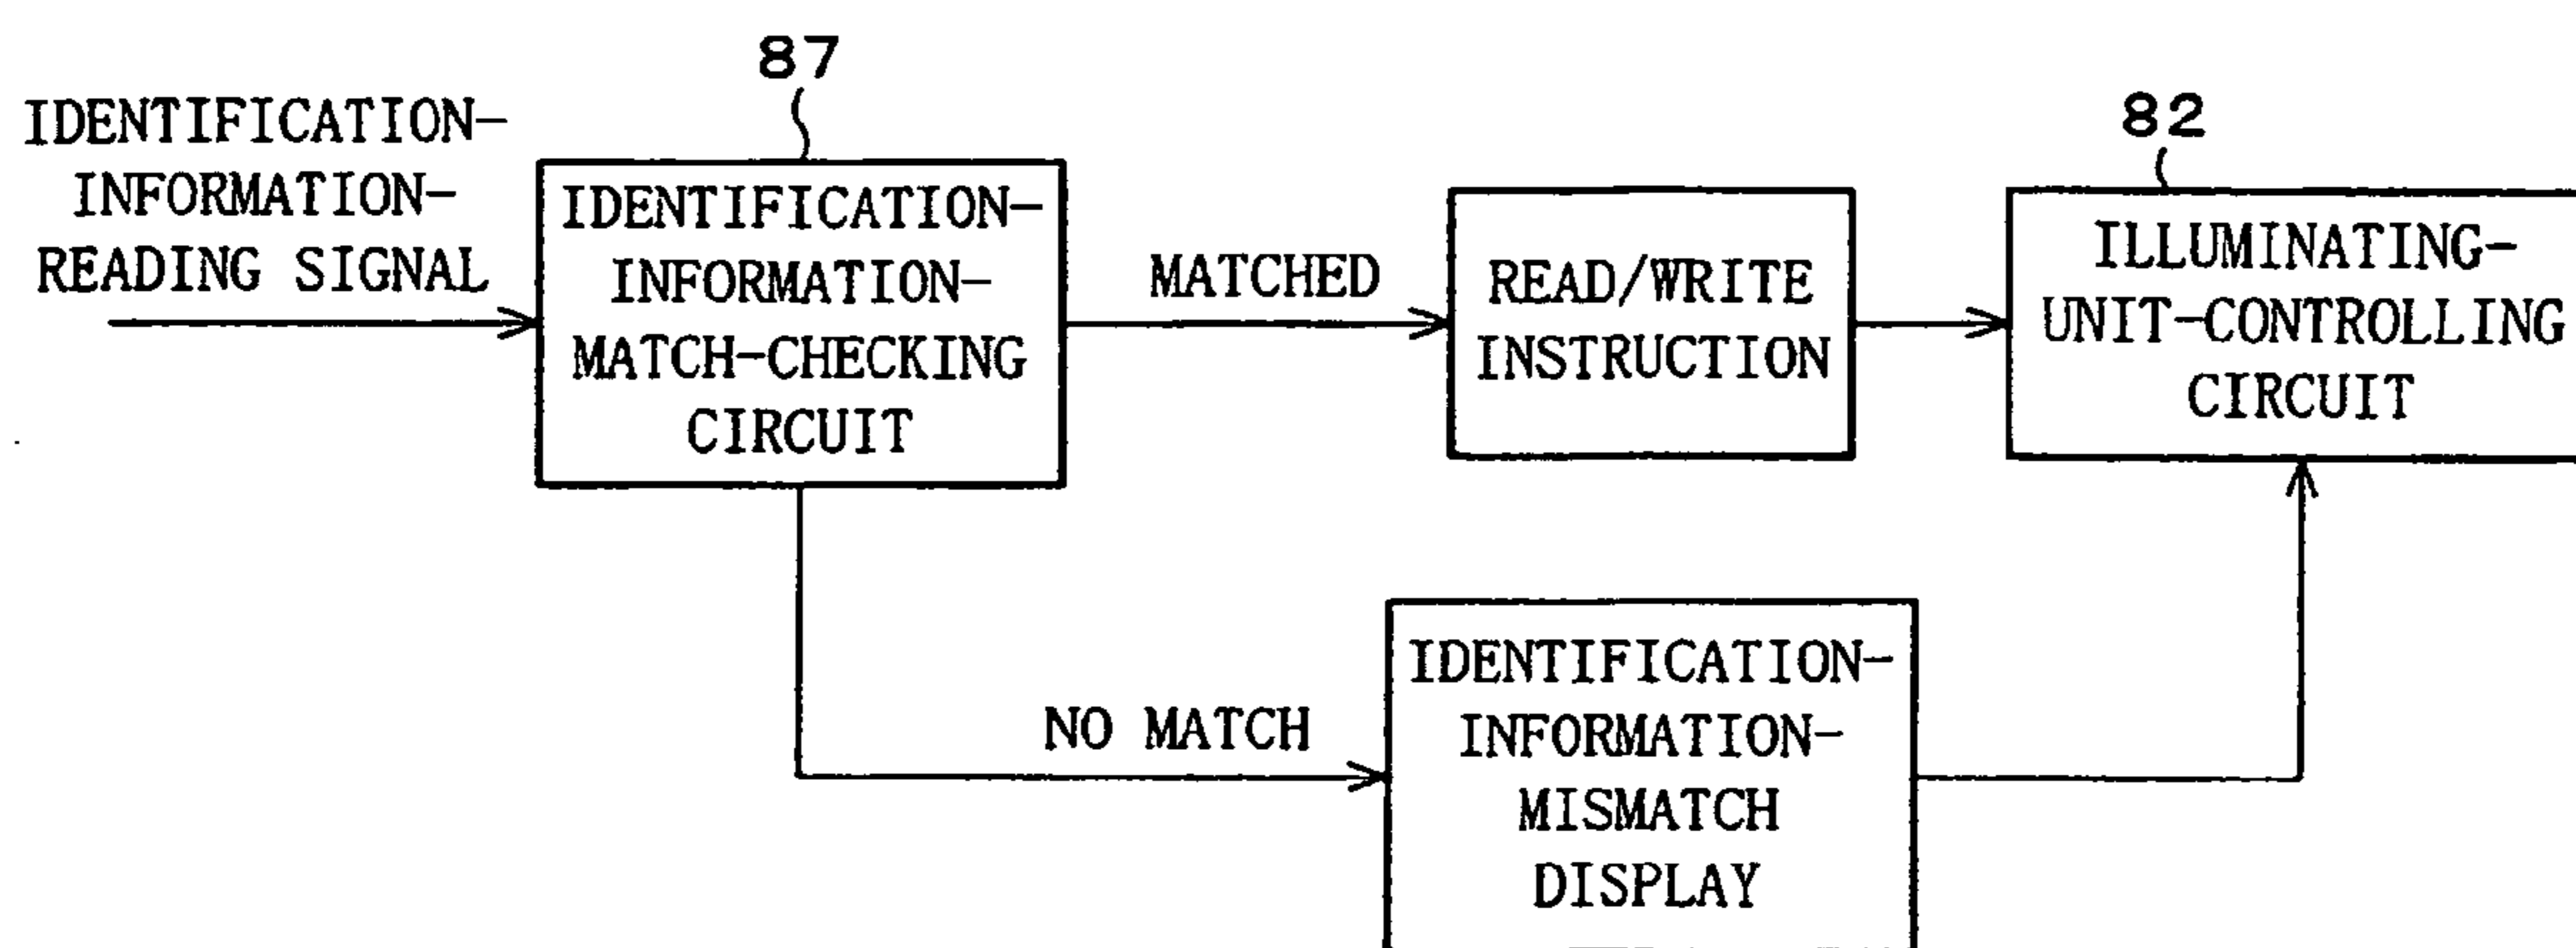 87
IDENTIFICATION-
INFORMATION-
READING SIGNAL
IDENTIFICATION-
INFORMATION-
MATCH-CHECKING
CIRCUIT
MATCHED
READ/WRITE
INSTRUCTION
82
ILLUMINATING-
UNIT-CONTROLLING
CIRCUIT
NO MATCH
IDENTIFICATION-
INFORMATION-
MISMATCH
DISPLAY